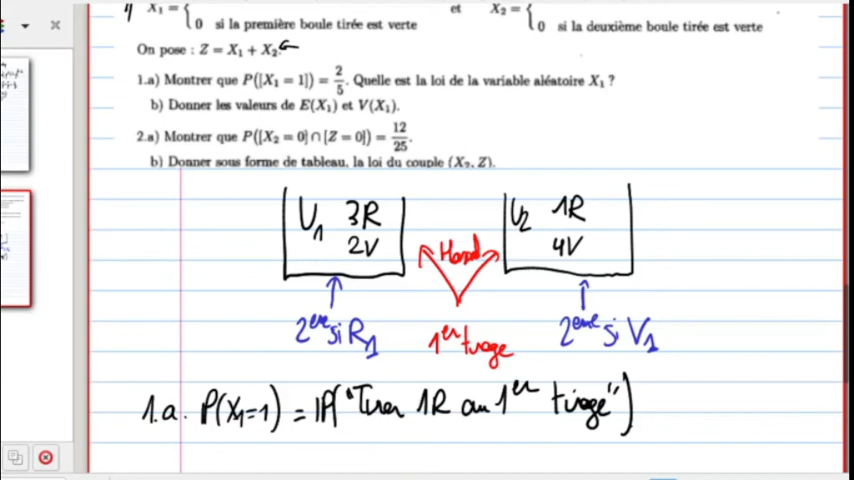 X₁ = {
0 si la première boule tirée est verte et X₂ = { 0 si la deuxième boule tirée est verte
On pose : Z = X₁ + X₂.
1.a) Montrer que P([X₁ = 1]) = 2/5. Quelle est la loi de la variable aléatoire X₁ ?
b) Donner les valeurs de E(X₁) et V(X₁).
2.a) Montrer que P([X₂ = 0] ∩ [Z = 0]) = 12/25.
b) Donner sous forme de tableau, la loi du couple (X₂, Z).
U₁ 3R
2V
U₂ 1R
4V
Hasard
2ème si R₁
1er tirage
2ème si V₁
1.a. P(X₁=1) = P("Tirer 1R au 1er tirage")